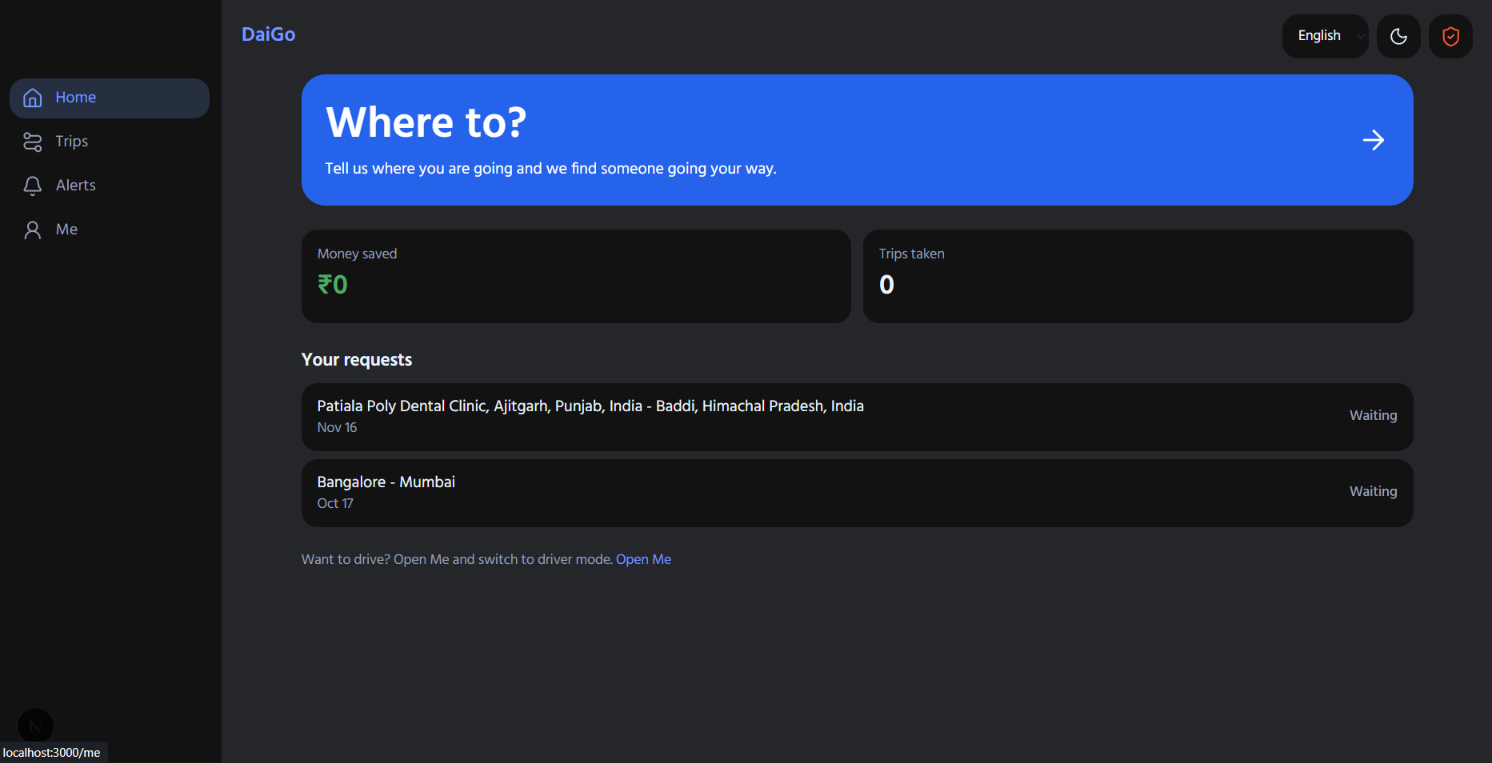 DaiGo
English
Home
Trips
Alerts
Me
Where to?
Tell us where you are going and we find someone going your way.
Money saved
₹0
Trips taken
0
Your requests
Patiala Poly Dental Clinic, Ajitgarh, Punjab, India - Baddi, Himachal Pradesh, India
Nov 16
Waiting
Bangalore - Mumbai
Oct 17
Waiting
Want to drive? Open Me and switch to driver mode. Open Me
N
localhost:3000/me